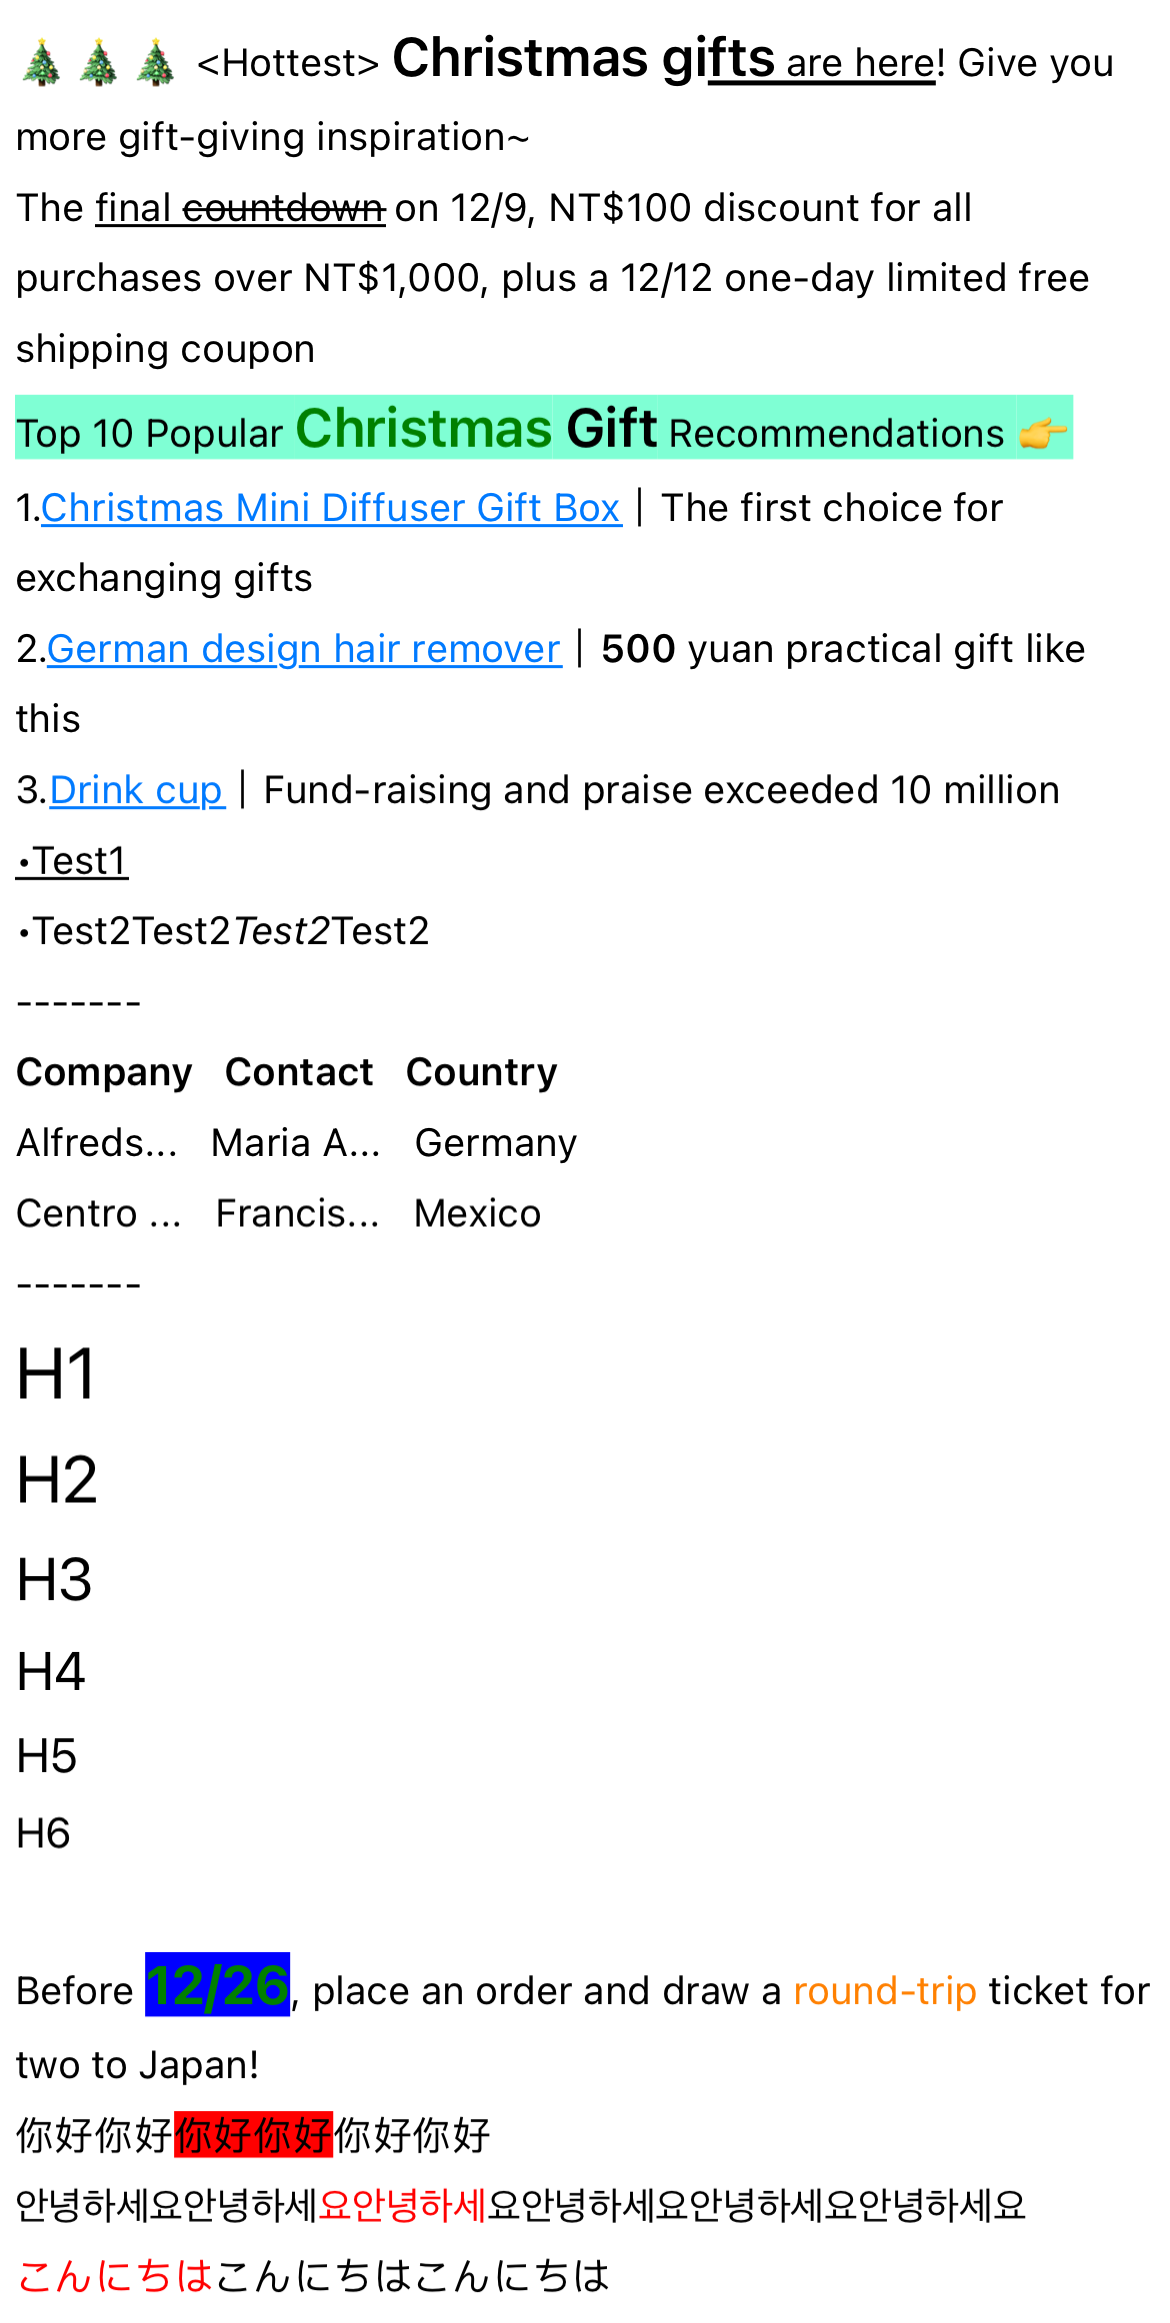 🎄🎄🎄 <Hottest> Christmas gifts are here! Give you
more gift-giving inspiration~
The final countdown on 12/9, NT$100 discount for all
purchases over NT$1,000, plus a 12/12 one-day limited free
shipping coupon
Top 10 Popular Christmas Gift Recommendations 👉
1.Christmas Mini Diffuser Gift Box｜The first choice for
exchanging gifts
2.German design hair remover｜500 yuan practical gift like
this
3.Drink cup｜Fund-raising and praise exceeded 10 million
•Test1
•Test2Test2Test2Test2
-------
Company Contact Country
Alfreds... Maria A... Germany
Centro ... Francis... Mexico
-------
H1
H2
H3
H4
H5
H6
Before 12/26, place an order and draw a round-trip ticket for
two to Japan!
你好你好你好你好你好你好
안녕하세요안녕하세요안녕하세요안녕하세요안녕하세요안녕하세요
こんにちはこんにちはこんにちは